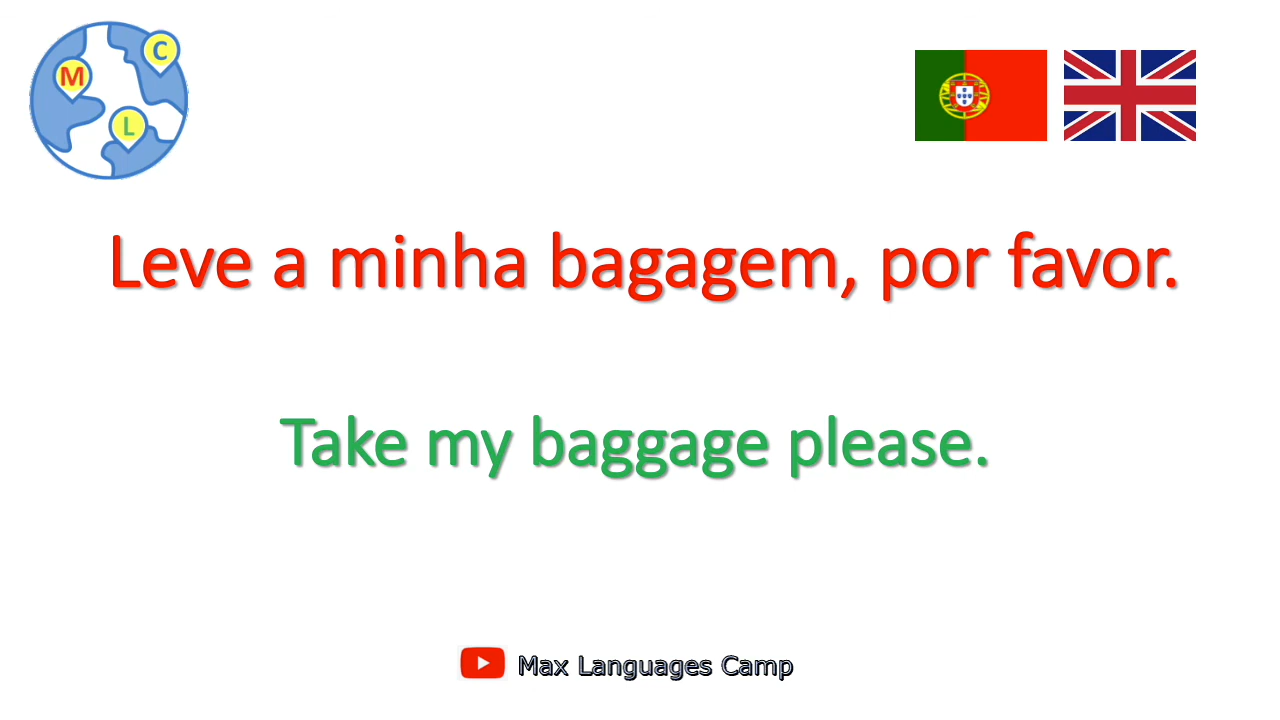 M
C
L
Leve a minha bagagem, por favor.
Take my baggage please.
Max Languages Camp